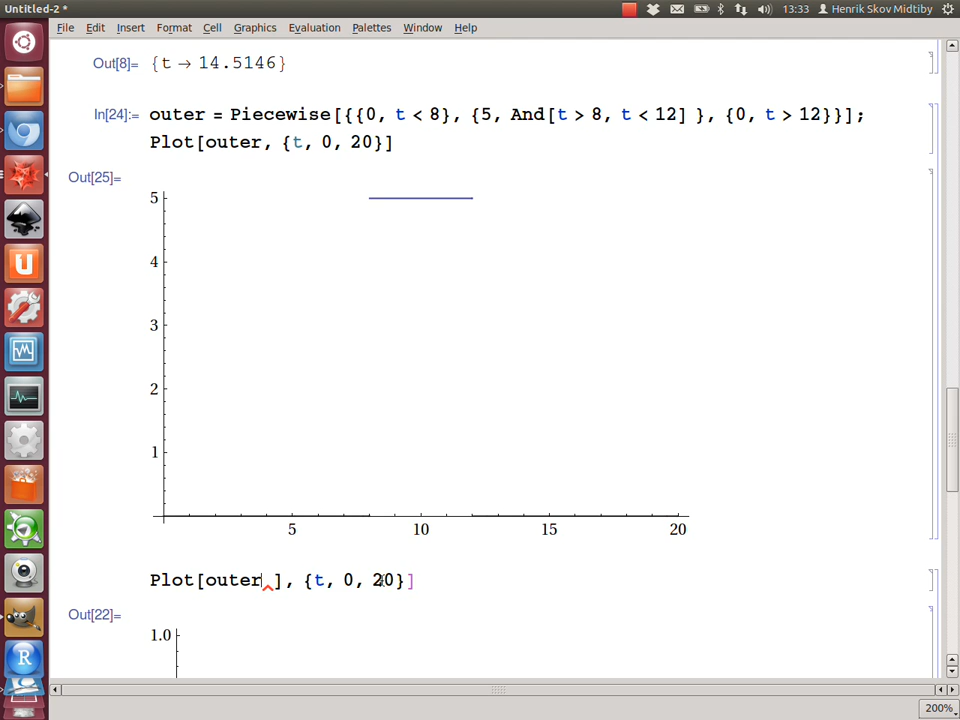 Untitled-2 *
13:33 Henrik Skov Midtiby
File Edit Insert Format Cell Graphics Evaluation Palettes Window Help
Out[8]= {t → 14.5146}
In[24]:= outer = Piecewise[{{0, t < 8}, {5, And[t > 8, t < 12] }, {0, t > 12}}];
Plot[outer, {t, 0, 20}]
Out[25]=
5
4
3
2
1
5 10 15 20
Plot[outer ], {t, 0, 20}]
Out[22]=
1.0
200%